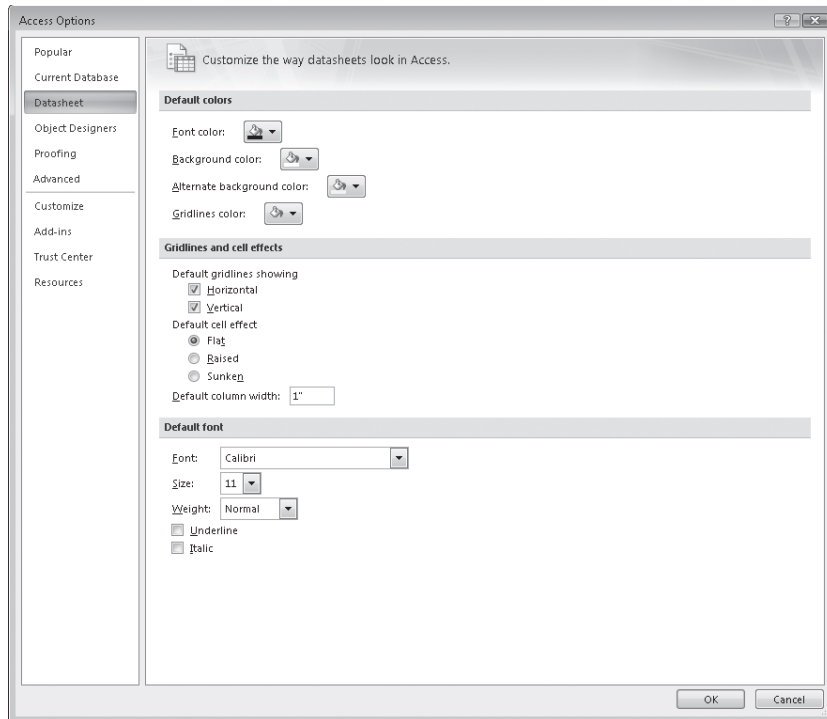 Access Options
Popular
Current Database
Datasheet
Object Designers
Proofing
Advanced
Customize
Add-ins
Trust Center
Resources
Customize the way datasheets look in Access.
Default colors
Font color:
Background color:
Alternate background color:
Gridlines color:
Gridlines and cell effects
Default gridlines showing
Horizontal
Vertical
Default cell effect
Flat
Raised
Sunken
Default column width: 1"
Default font
Font: Calibri
Size: 11
Weight: Normal
Underline
Italic
OK Cancel